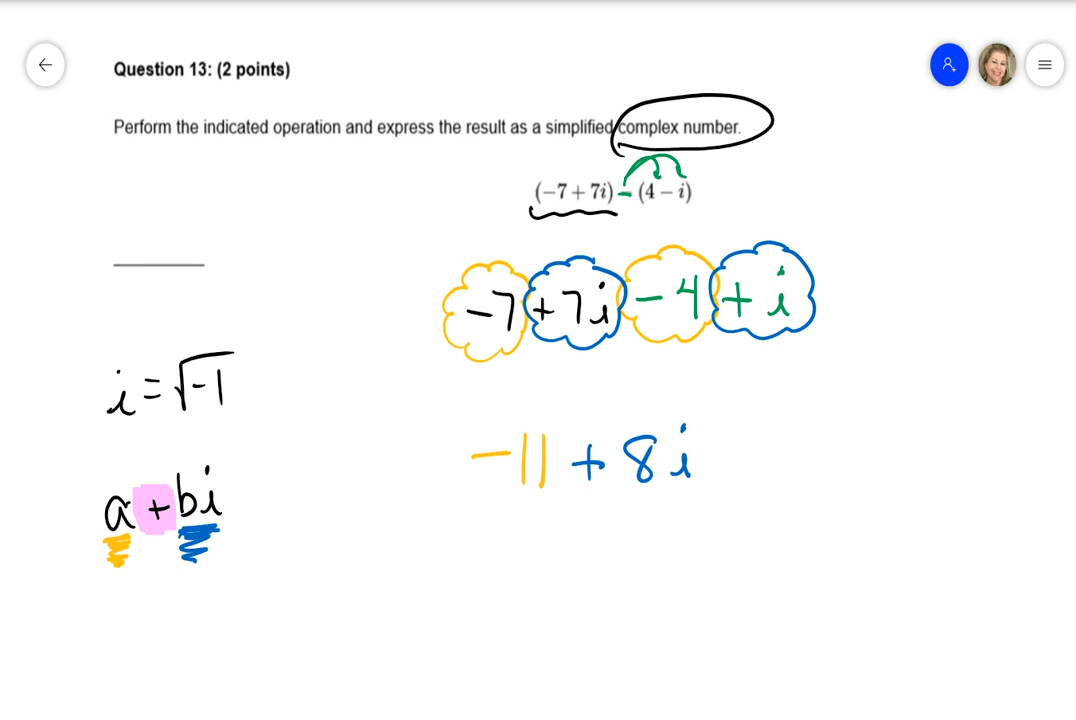 Question 13: (2 points)
Perform the indicated operation and express the result as a simplified complex number.
(−7 + 7i) − (4 − i)
−7 + 7i − 4 + i
i = √−1
−11 + 8i
a + bi